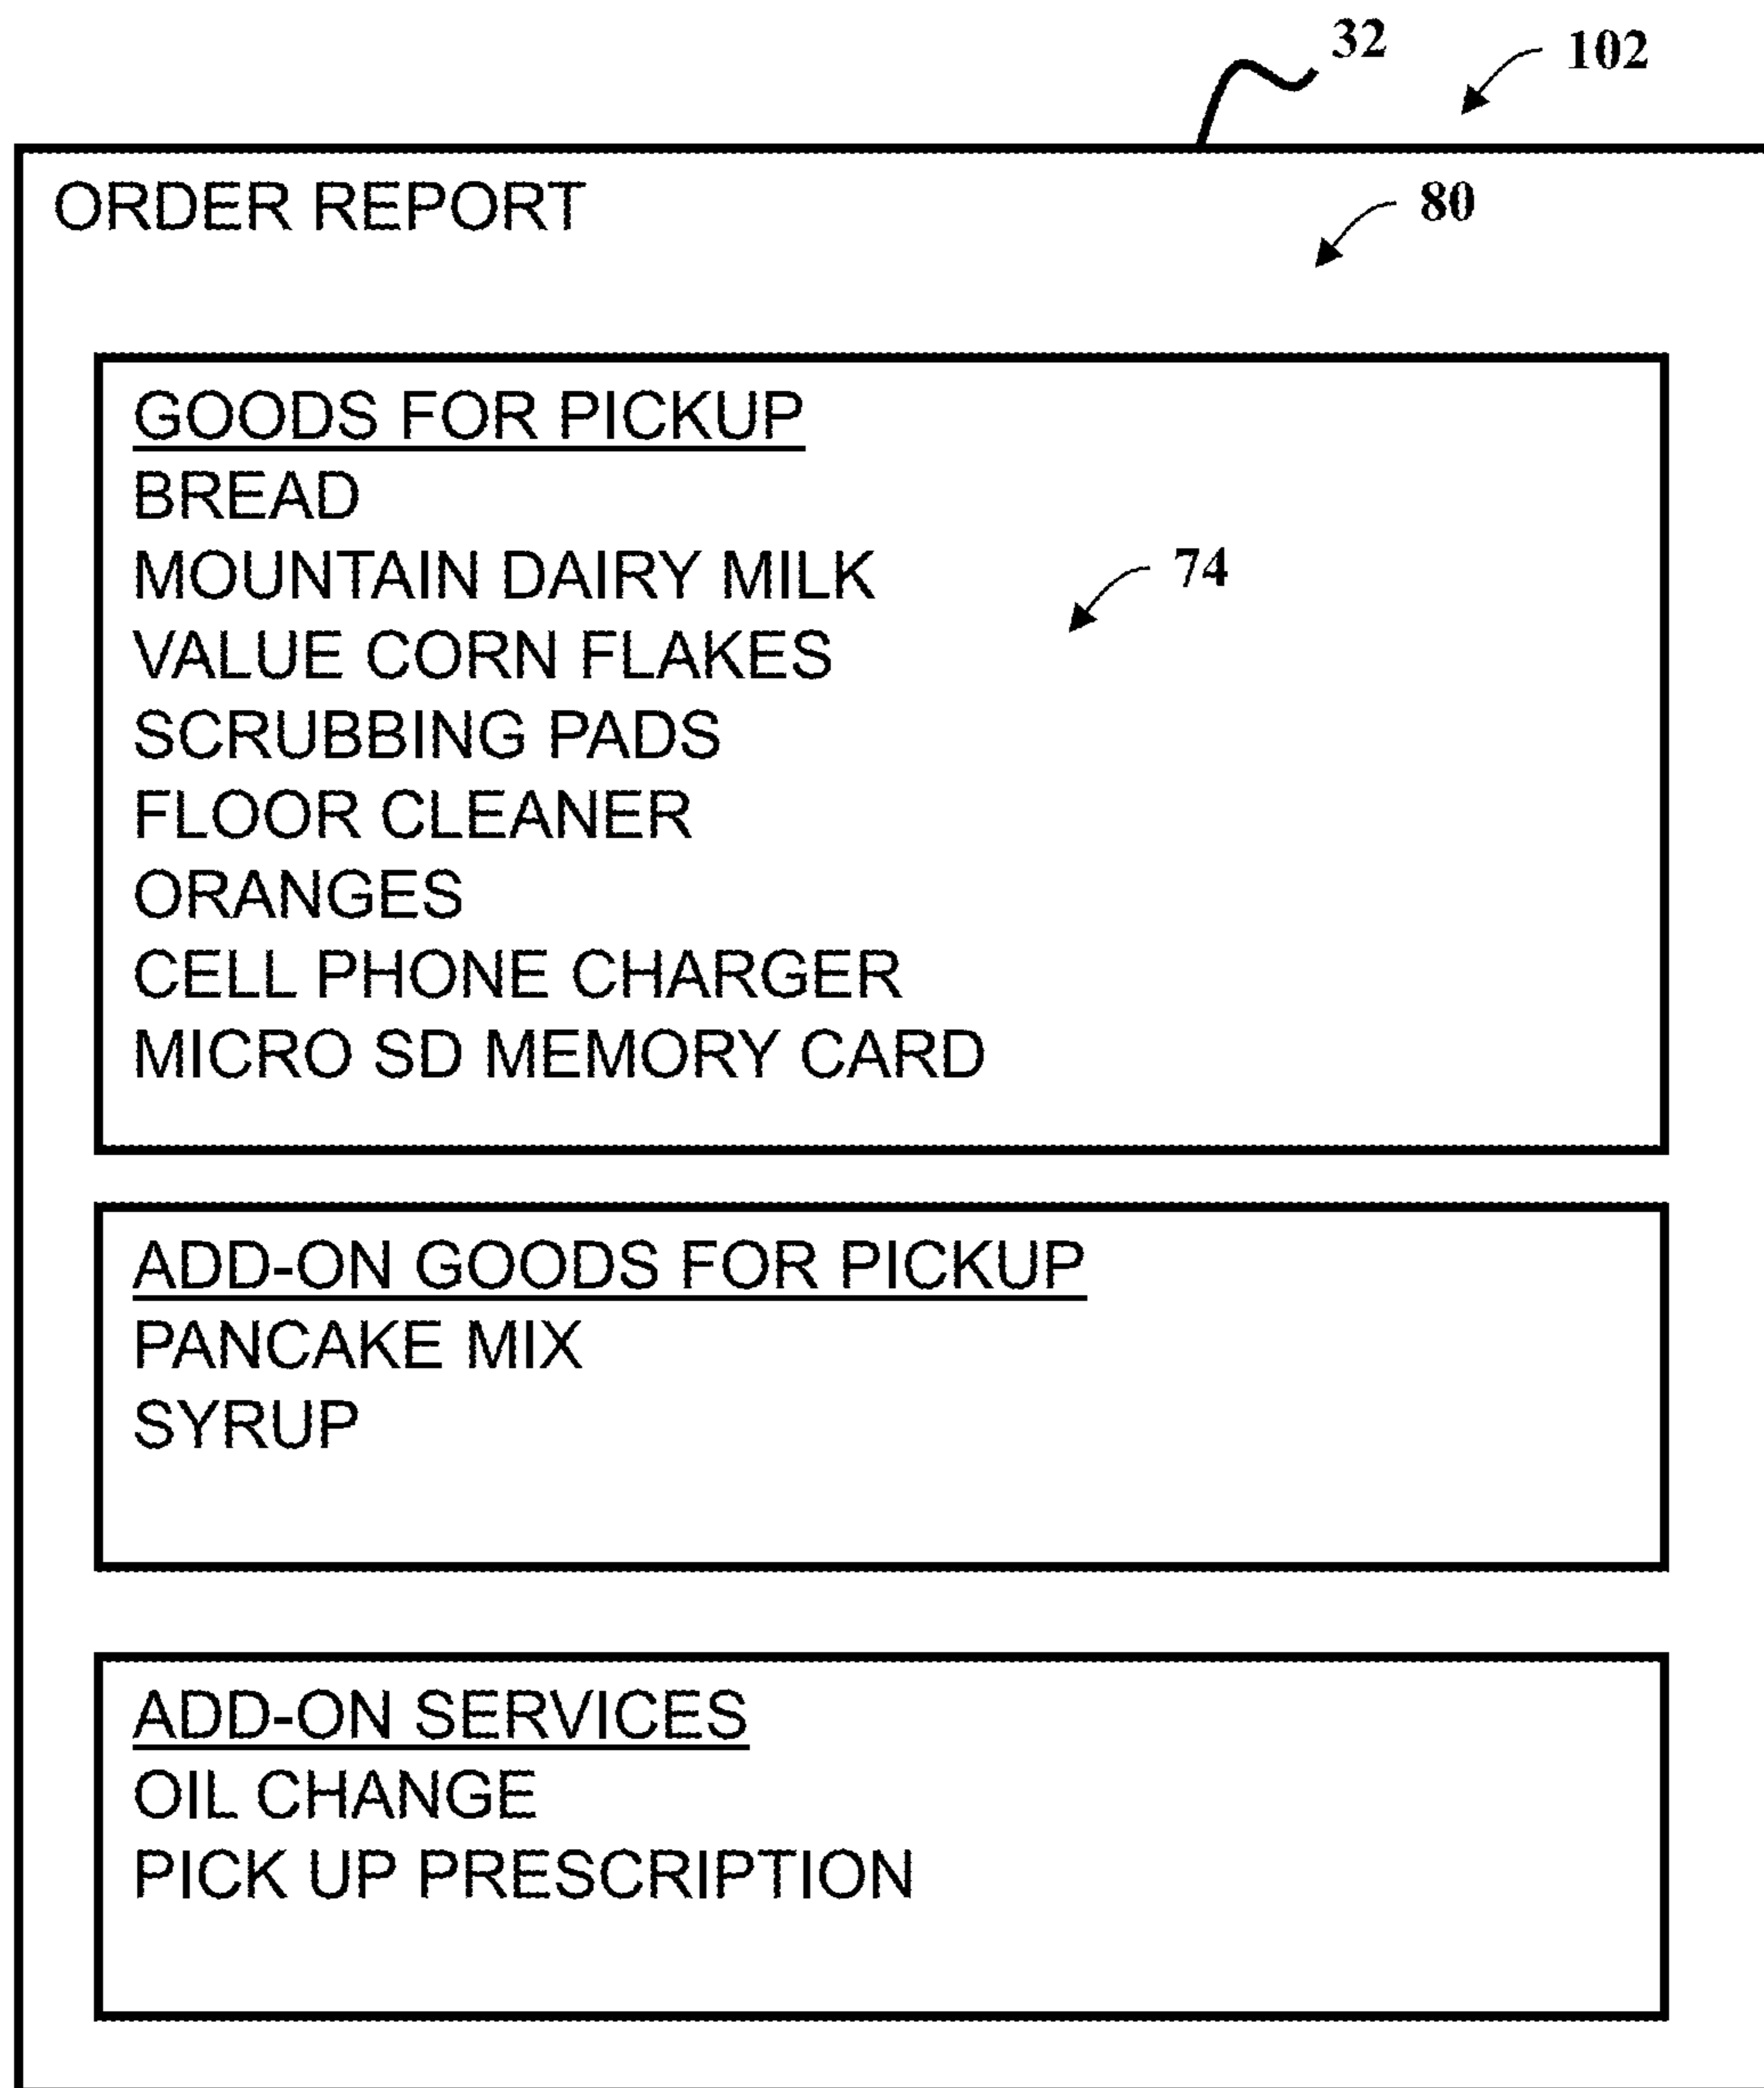 32
102
ORDER REPORT
80
GOODS FOR PICKUP
BREAD
MOUNTAIN DAIRY MILK
74
VALUE CORN FLAKES
SCRUBBING PADS
FLOOR CLEANER
ORANGES
CELL PHONE CHARGER
MICRO SD MEMORY CARD
ADD-ON GOODS FOR PICKUP
PANCAKE MIX
SYRUP
ADD-ON SERVICES
OIL CHANGE
PICK UP PRESCRIPTION